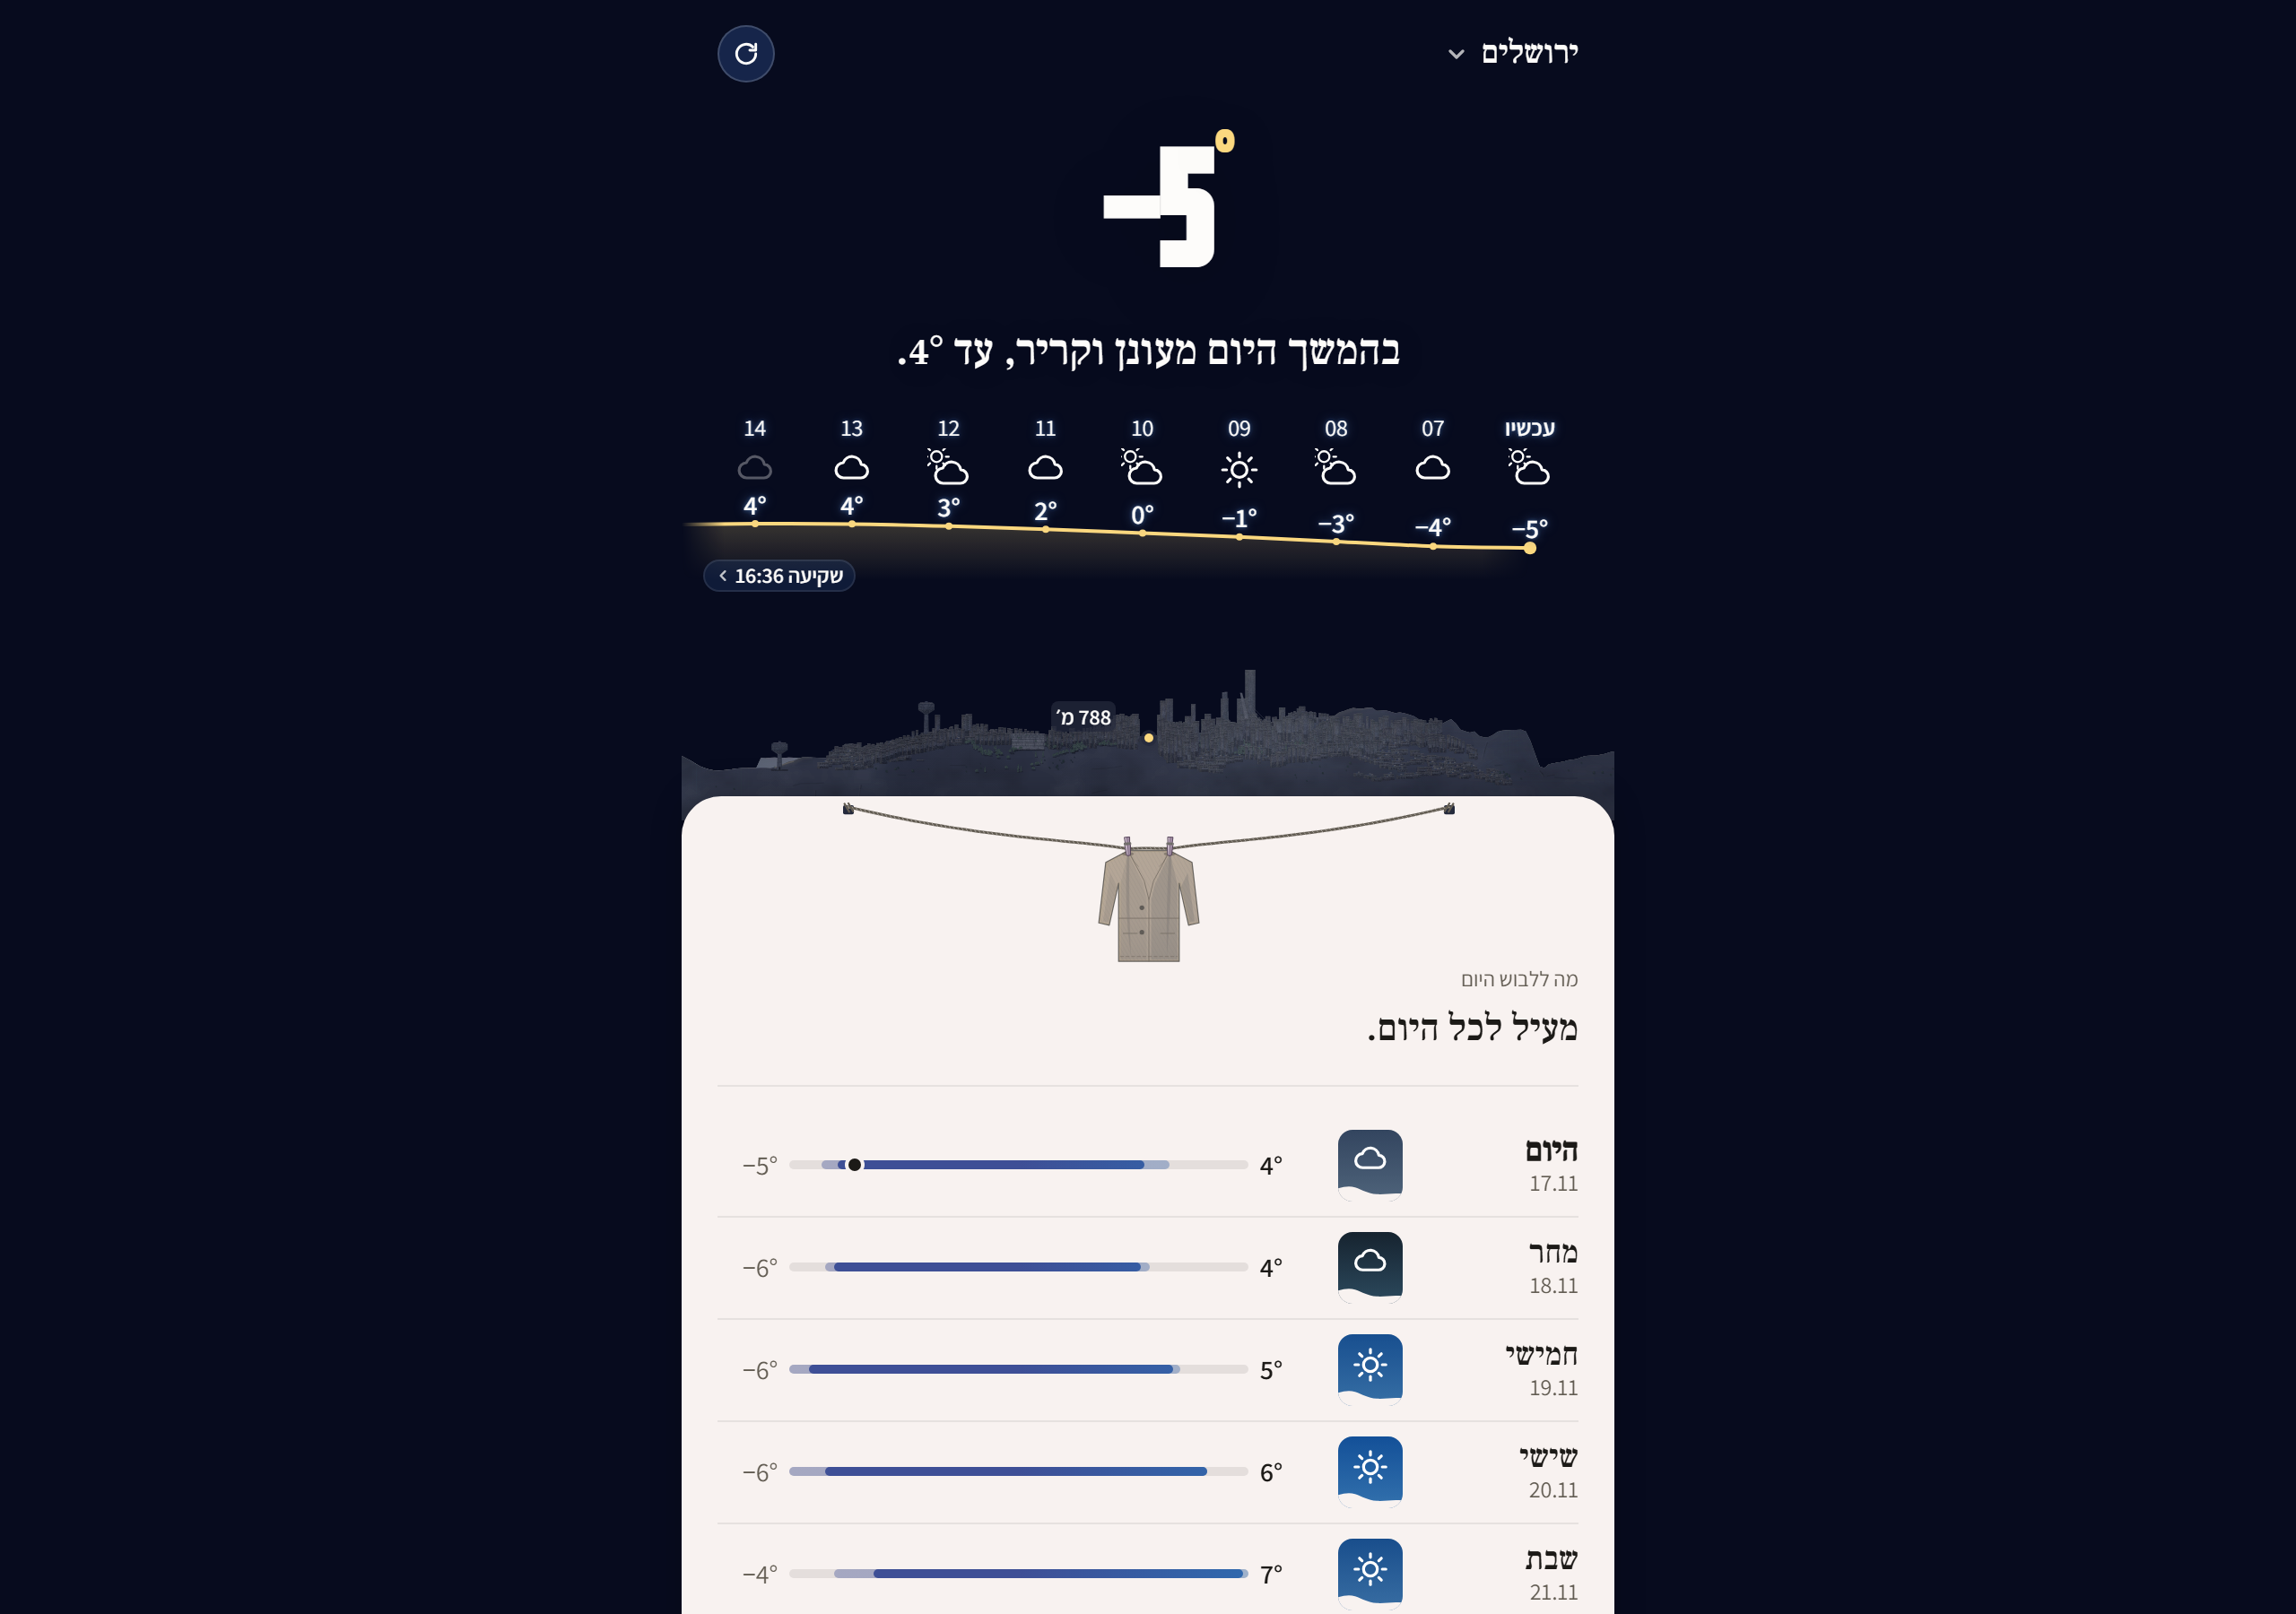 ירושלים
−5°
בהמשך היום מעונן וקריר, עד 4°.
עכשיו 07 08 09 10 11 12 13 14
−5° −4° −3° −1° 0° 2° 3° 4° 4°
שקיעה 16:36
788 מ׳
מה ללבוש היום
מעיל לכל היום.
היום 4° −5°
17.11
מחר 4° −6°
18.11
חמישי 5° −6°
19.11
שישי 6° −6°
20.11
שבת 7° −4°
21.11